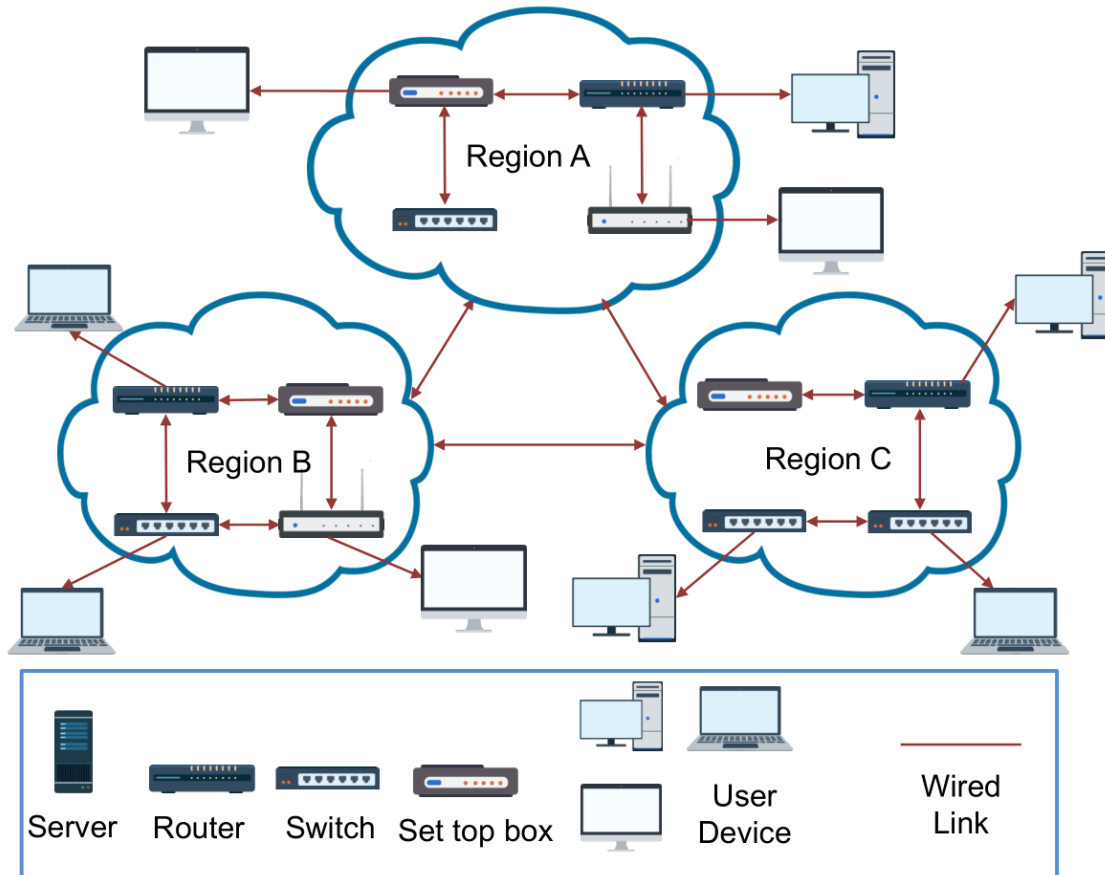 Region A
Region B
Region C
Server
Router
Switch
Set top box
User
Device
Wired
Link